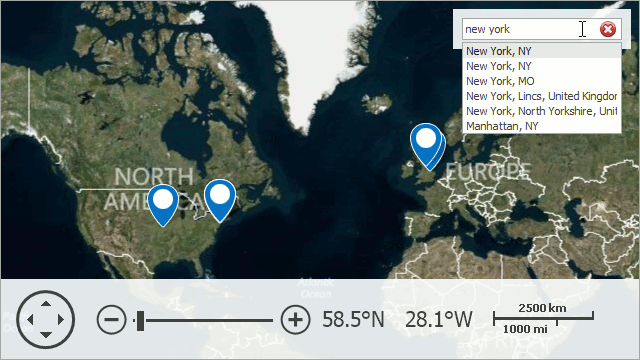 new york
New York, NY
New York, NY
New York, MO
New York, Lincs, United Kingdor
New York, North Yorkshire, Unit
Manhattan, NY
NORTH
AMERICA
EUROPE
Atlantic
Ocean
58.5°N 28.1°W
2500 km
1000 mi